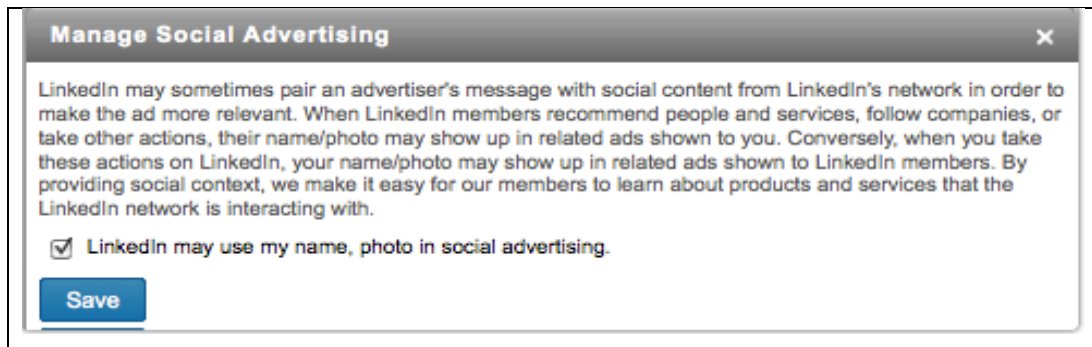 Manage Social Advertising
LinkedIn may sometimes pair an advertiser's message with social content from LinkedIn's network in order to
make the ad more relevant. When LinkedIn members recommend people and services, follow companies, or
take other actions, their name/photo may show up in related ads shown to you. Conversely, when you take
these actions on LinkedIn, your name/photo may show up in related ads shown to LinkedIn members. By
providing social context, we make it easy for our members to learn about products and services that the
LinkedIn network is interacting with.
LinkedIn may use my name, photo in social advertising.
Save